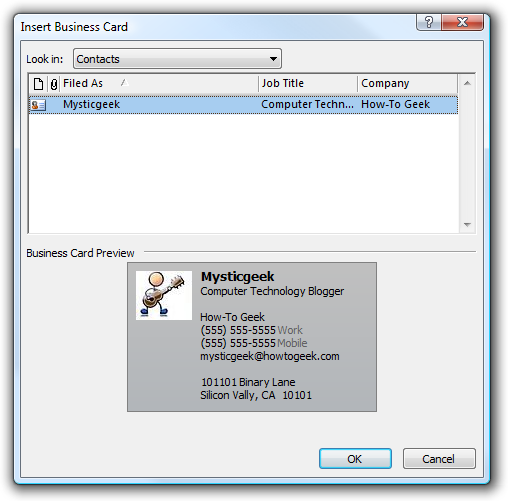 Insert Business Card
Look in: Contacts
Filed As Job Title Company
Mysticgeek Computer Techn... How-To Geek
Business Card Preview
Mysticgeek
Computer Technology Blogger
How-To Geek
(555) 555-5555 Work
(555) 555-5555 Mobile
mysticgeek@howtogeek.com
101101 Binary Lane
Silicon Vally, CA 10101
OK Cancel